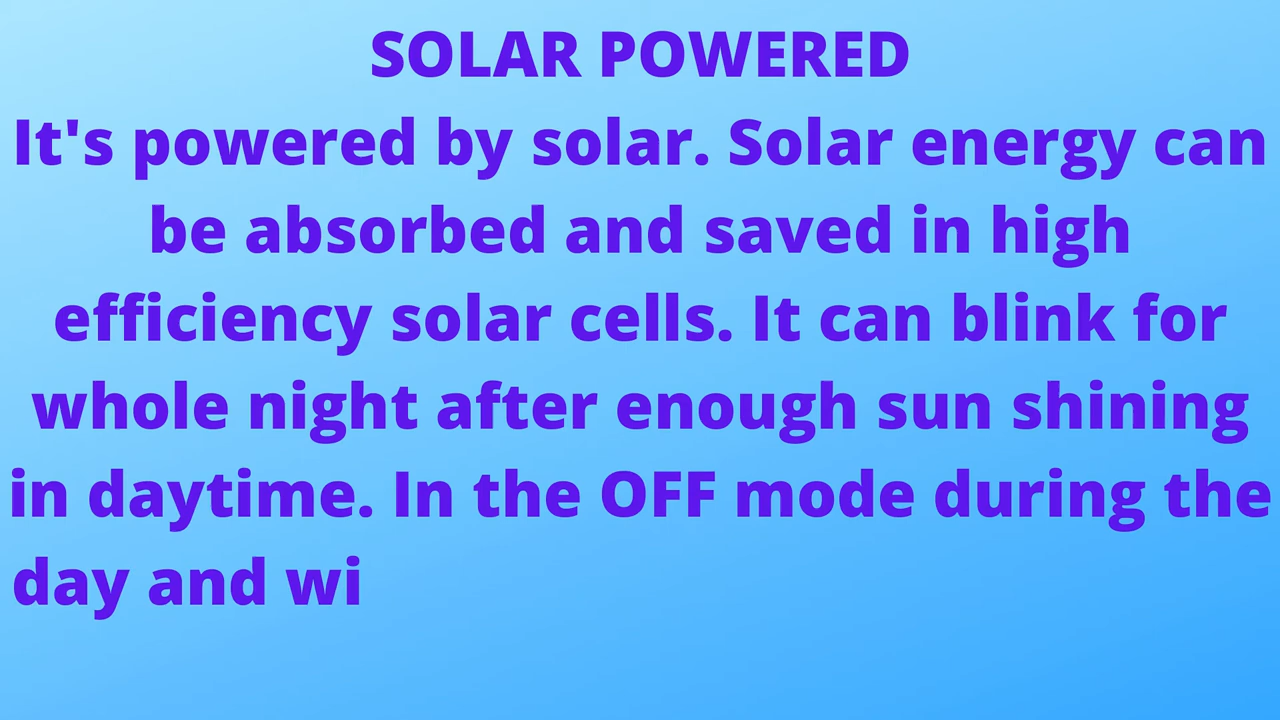 SOLAR POWERED
It's powered by solar. Solar energy can
be absorbed and saved in high
efficiency solar cells. It can blink for
whole night after enough sun shining
in daytime. In the OFF mode during the
day and wi